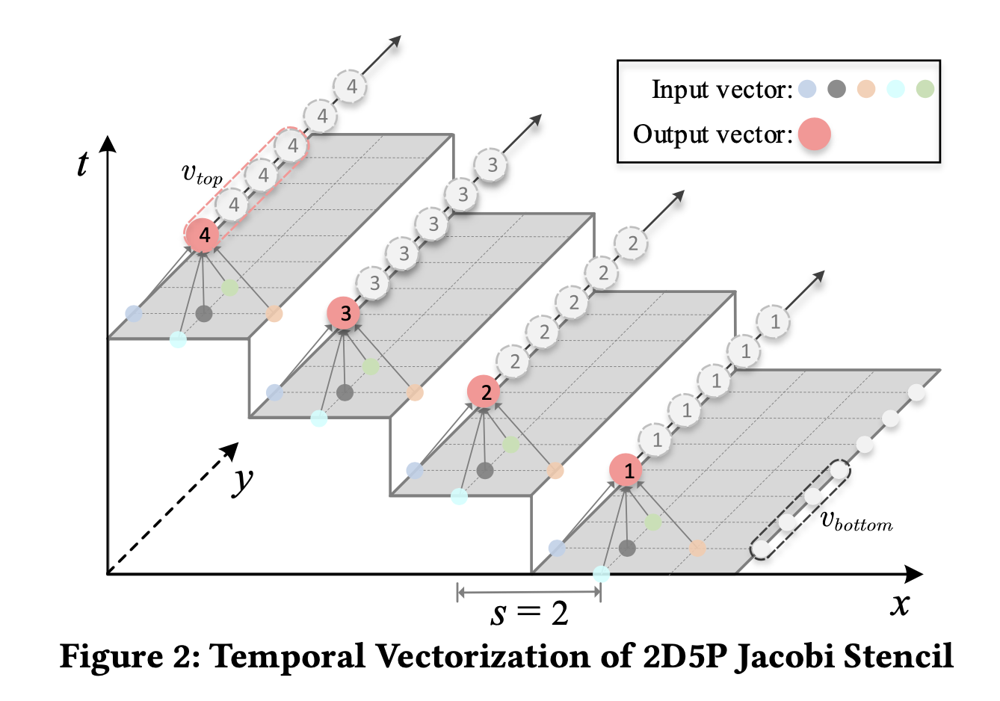 Input vector:
Output vector:
t
v_top
4 4 4 4 4 4
3 3 3 3 3 3
2 2 2 2 2 2
1 1 1 1 1 1
y
v_bottom
x
s = 2
Figure 2: Temporal Vectorization of 2D5P Jacobi Stencil